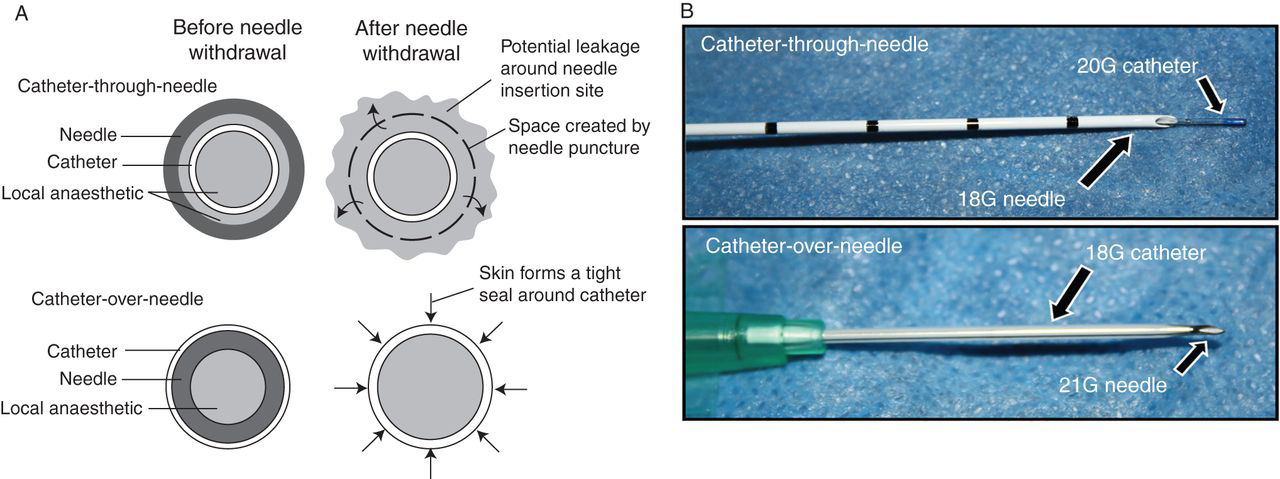 A
Before needle
withdrawal
After needle
withdrawal
Catheter-through-needle
Needle
Catheter
Local anaesthetic
Potential leakage
around needle
insertion site
Space created by
needle puncture
Catheter-over-needle
Catheter
Needle
Local anaesthetic
Skin forms a tight
seal around catheter
B
Catheter-through-needle
20G catheter
18G needle
Catheter-over-needle
18G catheter
21G needle